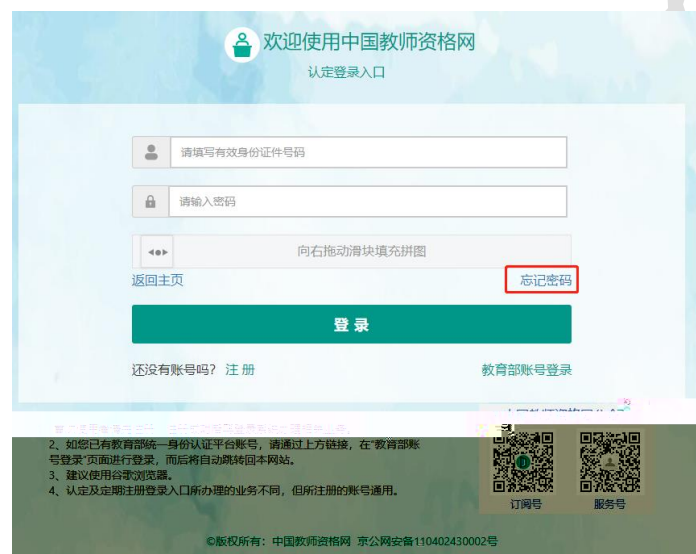 欢迎使用中国教师资格网
认定登录入口
请填写有效身份证件号码
请输入密码
向右拖动滑块填充拼图
返回主页
忘记密码
登 录
还没有账号吗？ 注 册
教育部账号登录
2、如您已有教育部统一身份认证平台账号，请通过上方链接，在“教育部账
号登录”页面进行登录，而后将自动跳转回本网站。
3、建议使用谷歌浏览器。
4、认定及定期注册登录入口所办理的业务不同，但所注册的账号通用。
订阅号
服务号
©版权所有：中国教师资格网 京公网安备110402430002号